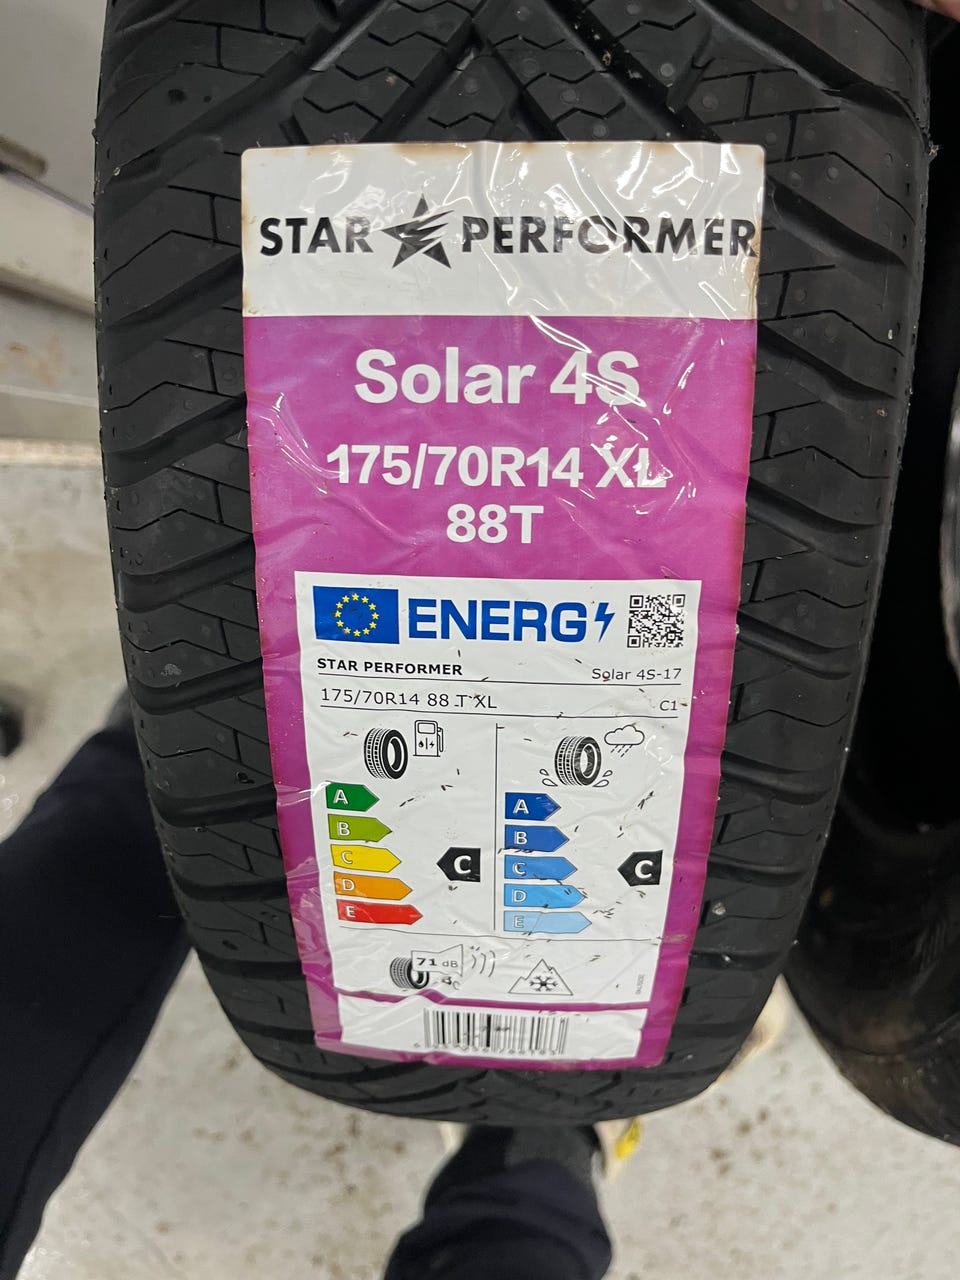 STAR PERFORMER
Solar 4S
175/70R14 XL
88T
ENERG
STAR PERFORMER Solar 4S-17
175/70R14 88 T XL C1
A A
B B
C C C C
D D
E E
71 dB